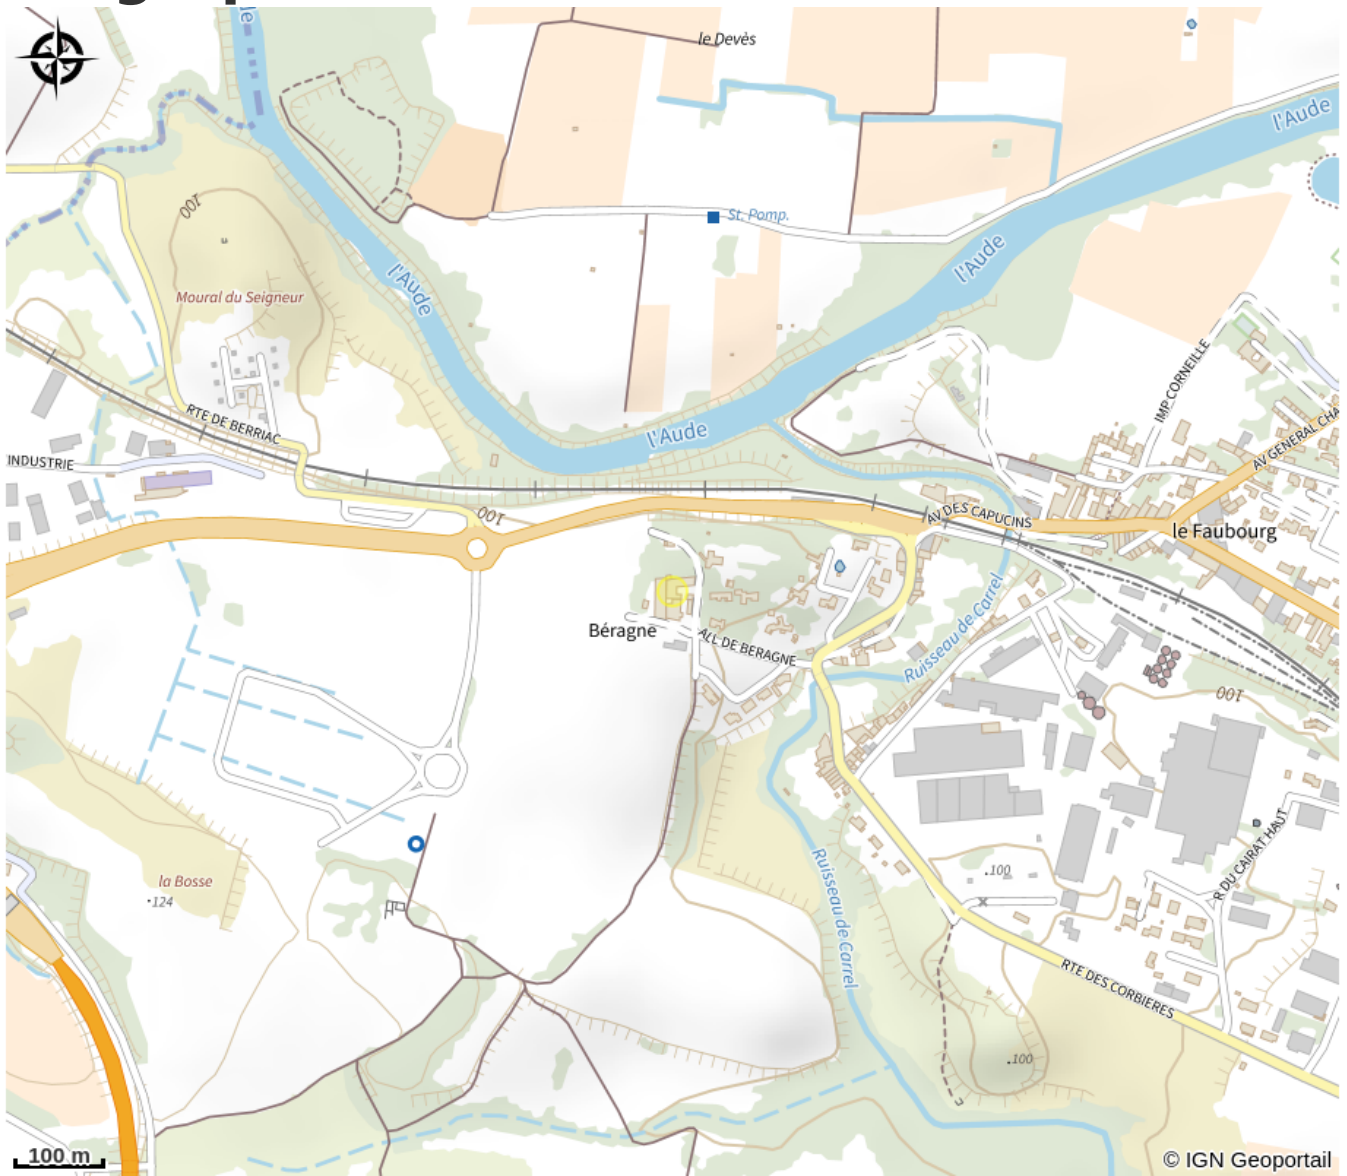 le Devès
l'Aude
St. Pomp.
100
l'Aude
l'Aude
Moural du Seigneur
IMP CORNEILLE
RTE DE BERRIAC
l'Aude
AV GENERAL CHA
INDUSTRIE
100
AV DES CAPUCINS
le Faubourg
Ruisseau de Carrel
Béragne
ALL DE BERAGNE
100
R DU CAIRAT HAUT
Ruisseau de Carrel
.100
la Bosse
124
RTE DES CORBIERES
.100
100 m
© IGN Geoportail